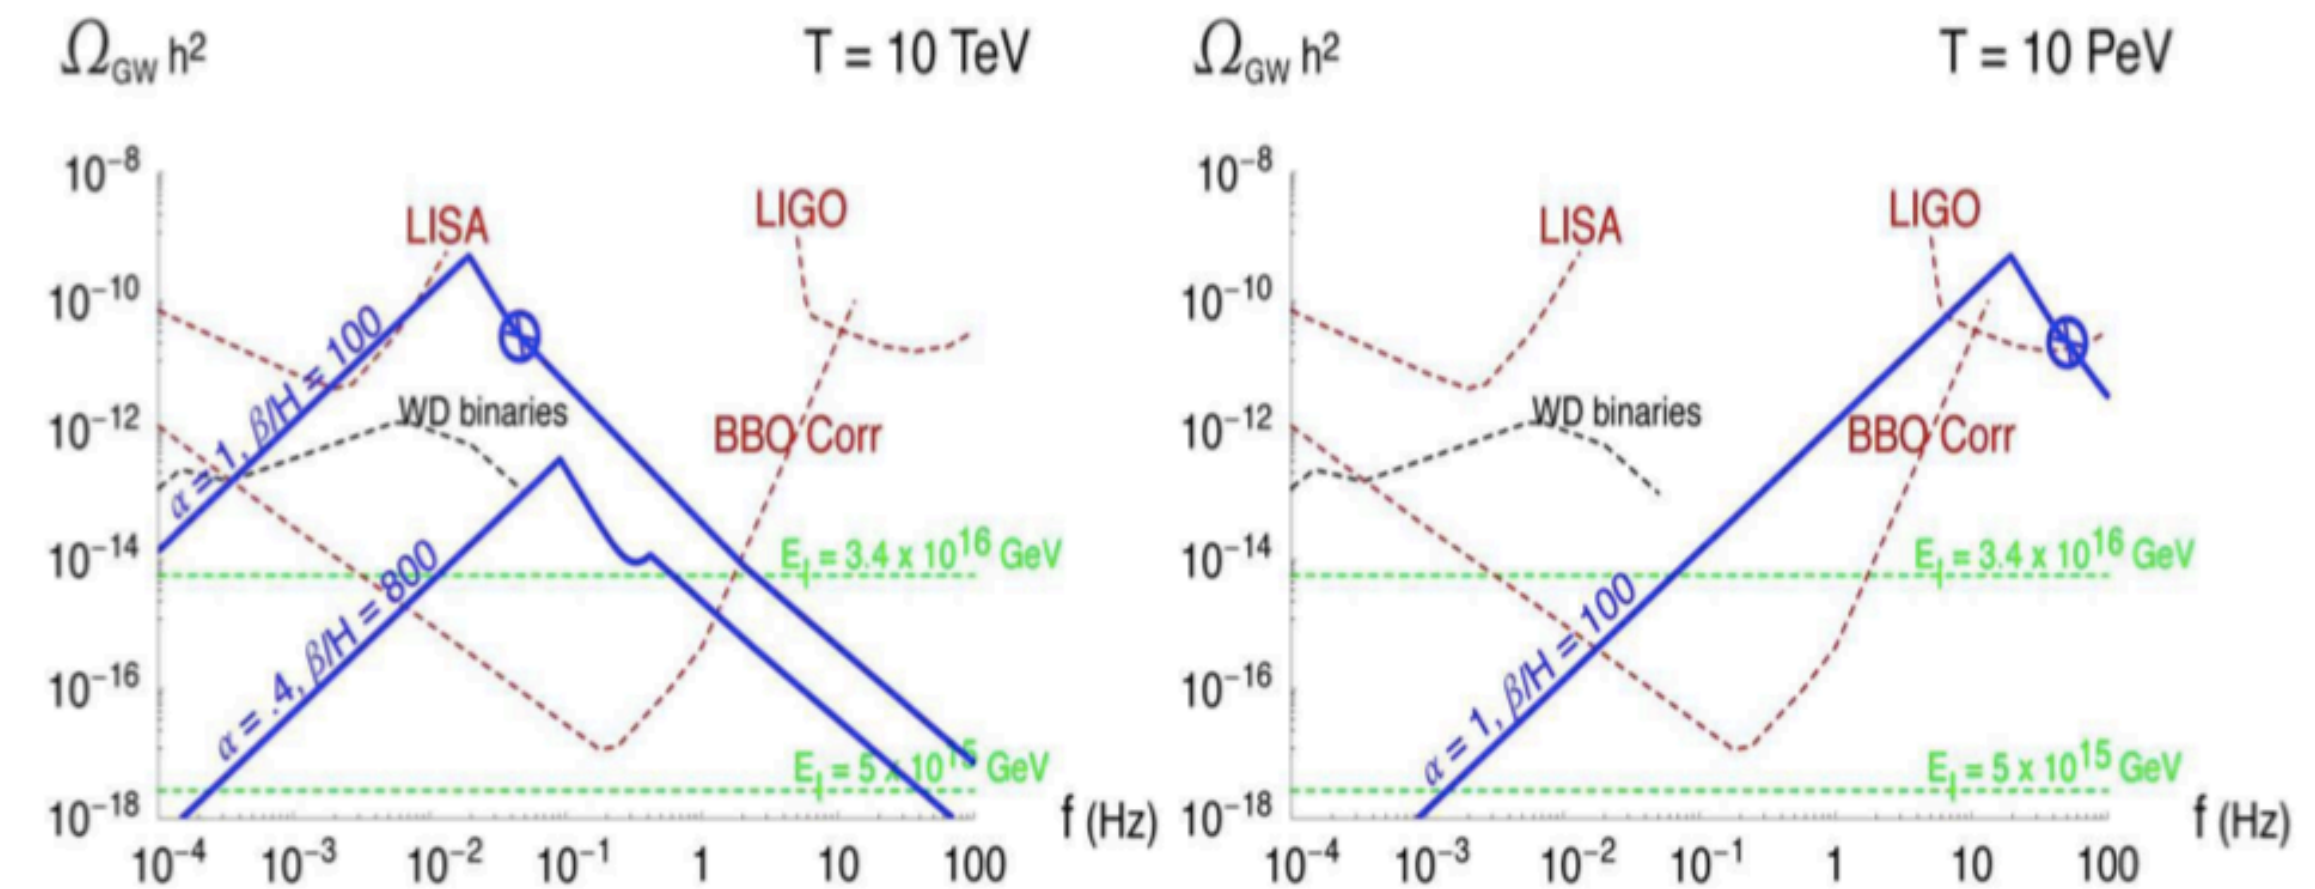 Ω_GW h²
T = 10 TeV
10⁻⁸
10⁻¹⁰
10⁻¹²
10⁻¹⁴
10⁻¹⁶
10⁻¹⁸
LISA
LIGO
α = 1, β/H = 100
WD binaries
BBO Corr
E_I = 3.4 x 10¹⁶ GeV
α = .4, β/H = 800
E_I = 5 x 10¹⁵ GeV
f (Hz)
10⁻⁴ 10⁻³ 10⁻² 10⁻¹ 1 10 100
Ω_GW h²
T = 10 PeV
10⁻⁸
10⁻¹⁰
10⁻¹²
10⁻¹⁴
10⁻¹⁶
10⁻¹⁸
LISA
LIGO
WD binaries
BBO Corr
E_I = 3.4 x 10¹⁶ GeV
α = 1, β/H = 100
E_I = 5 x 10¹⁵ GeV
f (Hz)
10⁻⁴ 10⁻³ 10⁻² 10⁻¹ 1 10 100